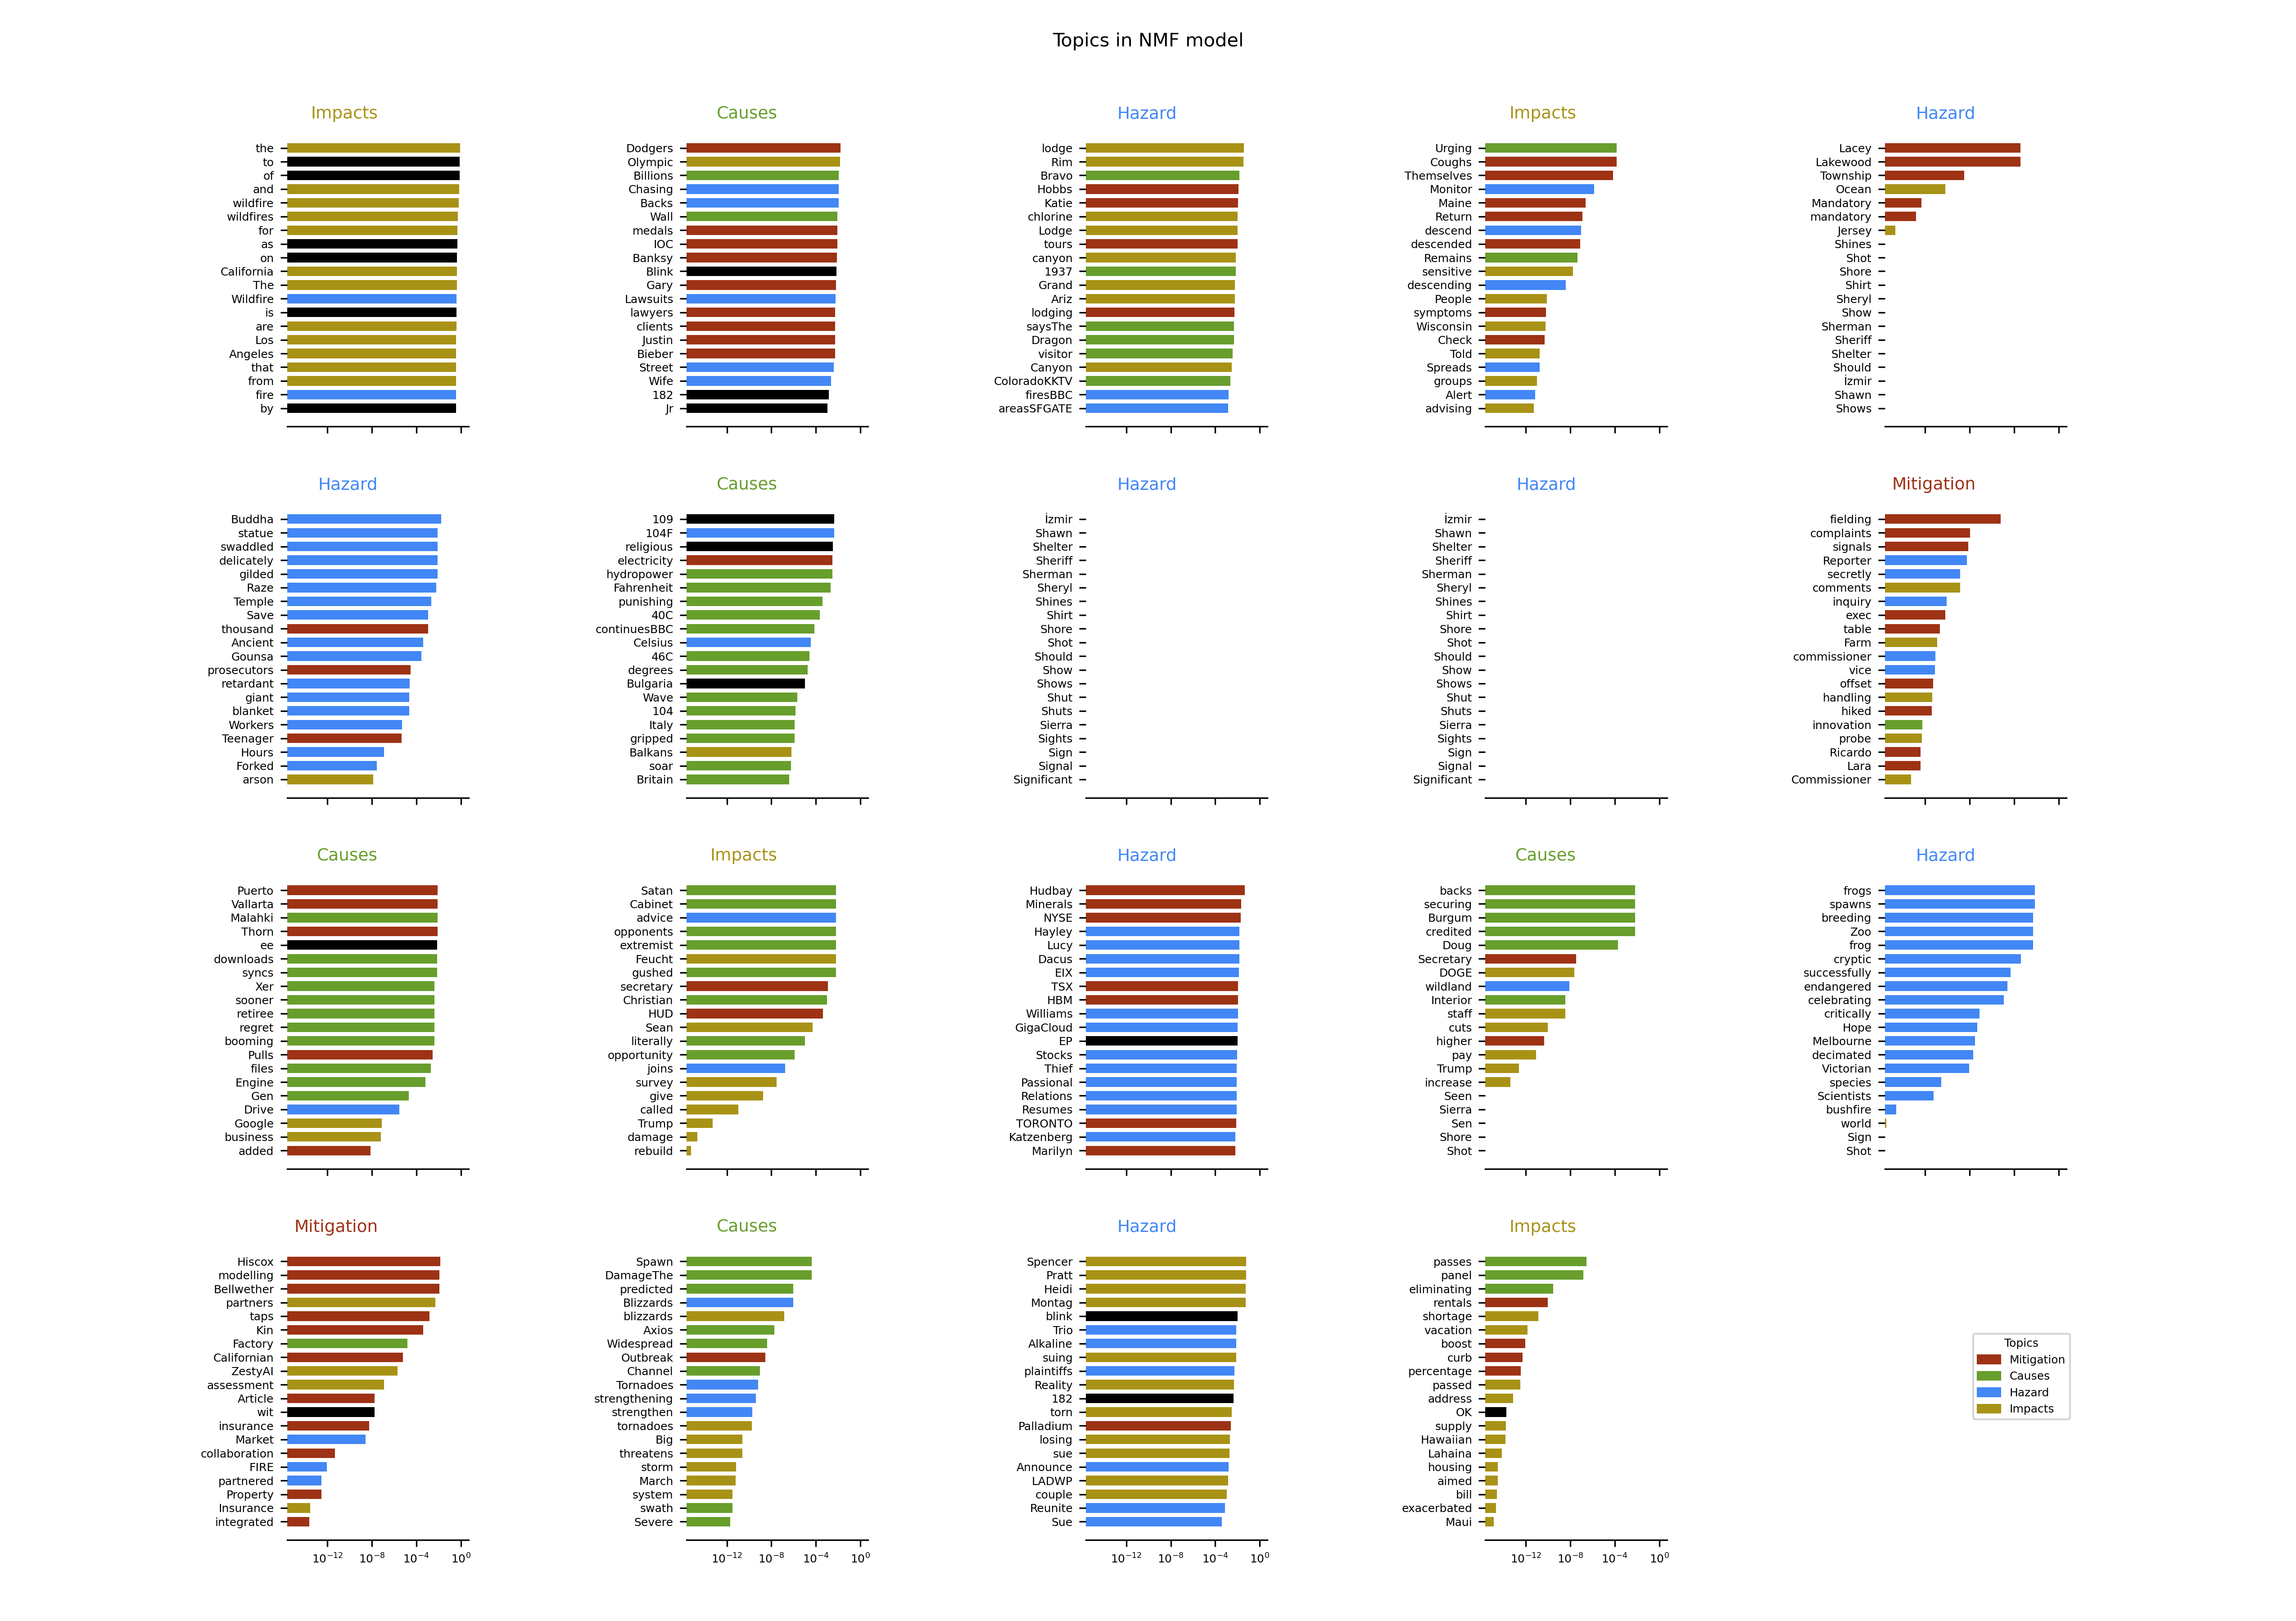 Topics in NMF model
Impacts
the
to
of
and
wildfire
wildfires
for
as
on
California
The
Wildfire
is
are
Los
Angeles
that
from
fire
by
Causes
Dodgers
Olympic
Billions
Chasing
Backs
Wall
medals
IOC
Banksy
Blink
Gary
Lawsuits
lawyers
clients
Justin
Bieber
Street
Wife
182
Jr
Hazard
lodge
Rim
Bravo
Hobbs
Katie
chlorine
Lodge
tours
canyon
1937
Grand
Ariz
lodging
saysThe
Dragon
visitor
Canyon
ColoradoKKTV
firesBBC
areasSFGATE
Impacts
Urging
Coughs
Themselves
Monitor
Maine
Return
descend
descended
Remains
sensitive
descending
People
symptoms
Wisconsin
Check
Told
Spreads
groups
Alert
advising
Hazard
Lacey
Lakewood
Township
Ocean
Mandatory
mandatory
Jersey
Shines
Shot
Shore
Shirt
Sheryl
Show
Sherman
Sheriff
Shelter
Should
İzmir
Shawn
Shows
Hazard
Buddha
statue
swaddled
delicately
gilded
Raze
Temple
Save
thousand
Ancient
Gounsa
prosecutors
retardant
giant
blanket
Workers
Teenager
Hours
Forked
arson
Causes
109
104F
religious
electricity
hydropower
Fahrenheit
punishing
40C
continuesBBC
Celsius
46C
degrees
Bulgaria
Wave
104
Italy
gripped
Balkans
soar
Britain
Hazard
İzmir
Shawn
Shelter
Sheriff
Sherman
Sheryl
Shines
Shirt
Shore
Shot
Should
Show
Shows
Shut
Shuts
Sierra
Sights
Sign
Signal
Significant
Hazard
İzmir
Shawn
Shelter
Sheriff
Sherman
Sheryl
Shines
Shirt
Shore
Shot
Should
Show
Shows
Shut
Shuts
Sierra
Sights
Sign
Signal
Significant
Mitigation
fielding
complaints
signals
Reporter
secretly
comments
inquiry
exec
table
Farm
commissioner
vice
offset
handling
hiked
innovation
probe
Ricardo
Lara
Commissioner
Causes
Puerto
Vallarta
Malahki
Thorn
ee
downloads
syncs
Xer
sooner
retiree
regret
booming
Pulls
files
Engine
Gen
Drive
Google
business
added
Impacts
Satan
Cabinet
advice
opponents
extremist
Feucht
gushed
secretary
Christian
HUD
Sean
literally
opportunity
joins
survey
give
called
Trump
damage
rebuild
Hazard
Hudbay
Minerals
NYSE
Hayley
Lucy
Dacus
EIX
TSX
HBM
Williams
GigaCloud
EP
Stocks
Thief
Passional
Relations
Resumes
TORONTO
Katzenberg
Marilyn
Causes
backs
securing
Burgum
credited
Doug
Secretary
DOGE
wildland
Interior
staff
cuts
higher
pay
Trump
increase
Seen
Sierra
Sen
Shore
Shot
Hazard
frogs
spawns
breeding
Zoo
frog
cryptic
successfully
endangered
celebrating
critically
Hope
Melbourne
decimated
Victorian
species
Scientists
bushfire
world
Sign
Shot
Mitigation
Hiscox
modelling
Bellwether
partners
taps
Kin
Factory
Californian
ZestyAI
assessment
Article
wit
insurance
Market
collaboration
FIRE
partnered
Property
Insurance
integrated
10⁻¹² 10⁻⁸ 10⁻⁴ 10⁰
Causes
Spawn
DamageThe
predicted
Blizzards
blizzards
Axios
Widespread
Outbreak
Channel
Tornadoes
strengthening
strengthen
tornadoes
Big
threatens
storm
March
system
swath
Severe
10⁻¹² 10⁻⁸ 10⁻⁴ 10⁰
Hazard
Spencer
Pratt
Heidi
Montag
blink
Trio
Alkaline
suing
plaintiffs
Reality
182
torn
Palladium
losing
sue
Announce
LADWP
couple
Reunite
Sue
10⁻¹² 10⁻⁸ 10⁻⁴ 10⁰
Impacts
passes
panel
eliminating
rentals
shortage
vacation
boost
curb
percentage
passed
address
OK
supply
Hawaiian
Lahaina
housing
aimed
bill
exacerbated
Maui
10⁻¹² 10⁻⁸ 10⁻⁴ 10⁰
Topics
Mitigation
Causes
Hazard
Impacts